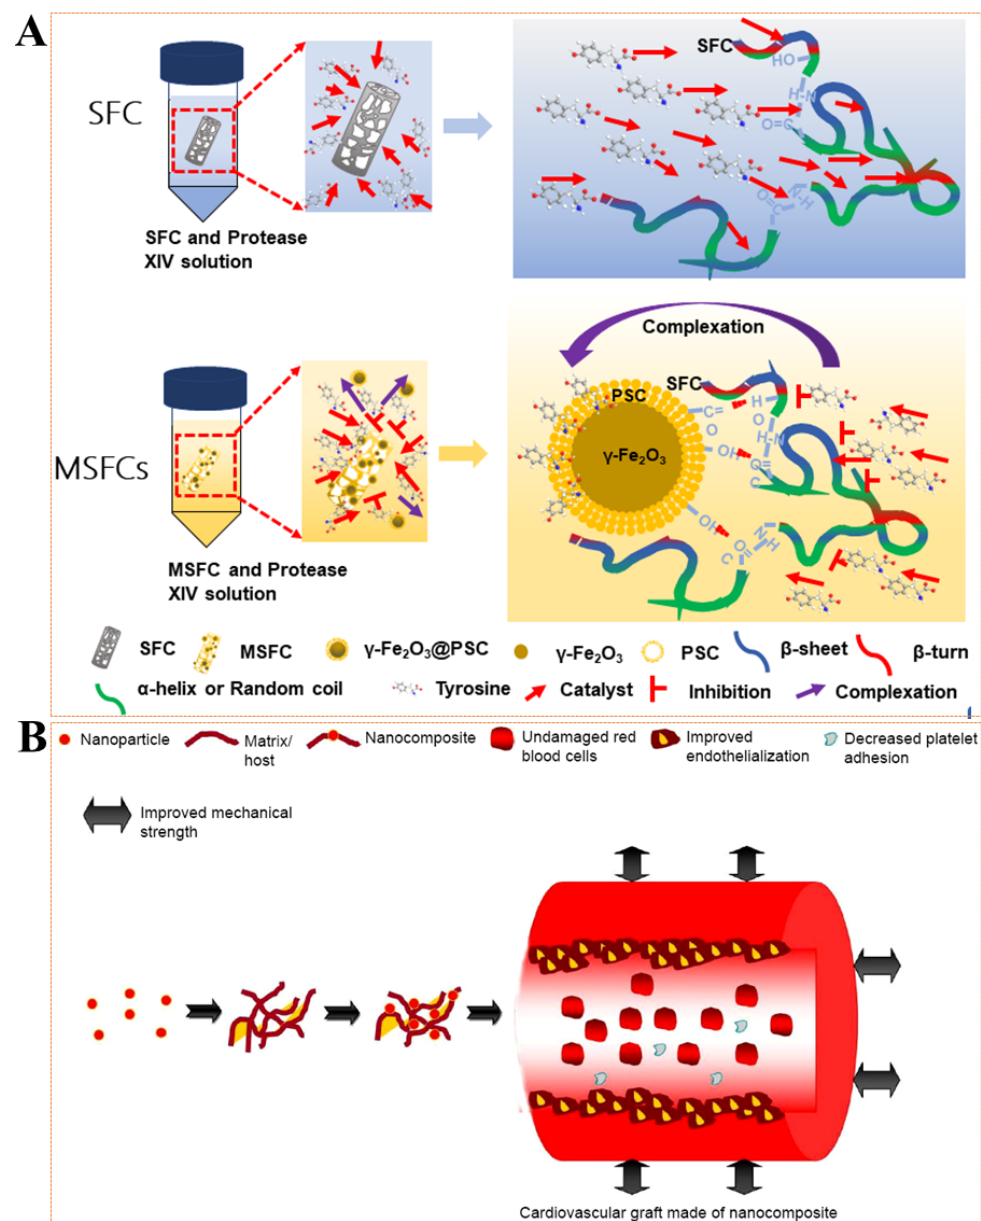 A
SFC
SFC and Protease
XIV solution
SFC
HO
H-N
O=C
O=C
N-H
MSFCs
MSFC and Protease
XIV solution
Complexation
PSC
SFC
γ-Fe₂O₃
C=
O
H
O
OH
H-N
O=
C
OH
O=
C
N
H
SFC
MSFC
γ-Fe₂O₃@PSC
γ-Fe₂O₃
PSC
β-sheet
β-turn
α-helix or Random coil
Tyrosine
Catalyst
Inhibition
Complexation
B
Nanoparticle
Matrix/
host
Nanocomposite
Undamaged red
blood cells
Improved
endothelialization
Decreased platelet
adhesion
Improved mechanical
strength
Cardiovascular graft made of nanocomposite